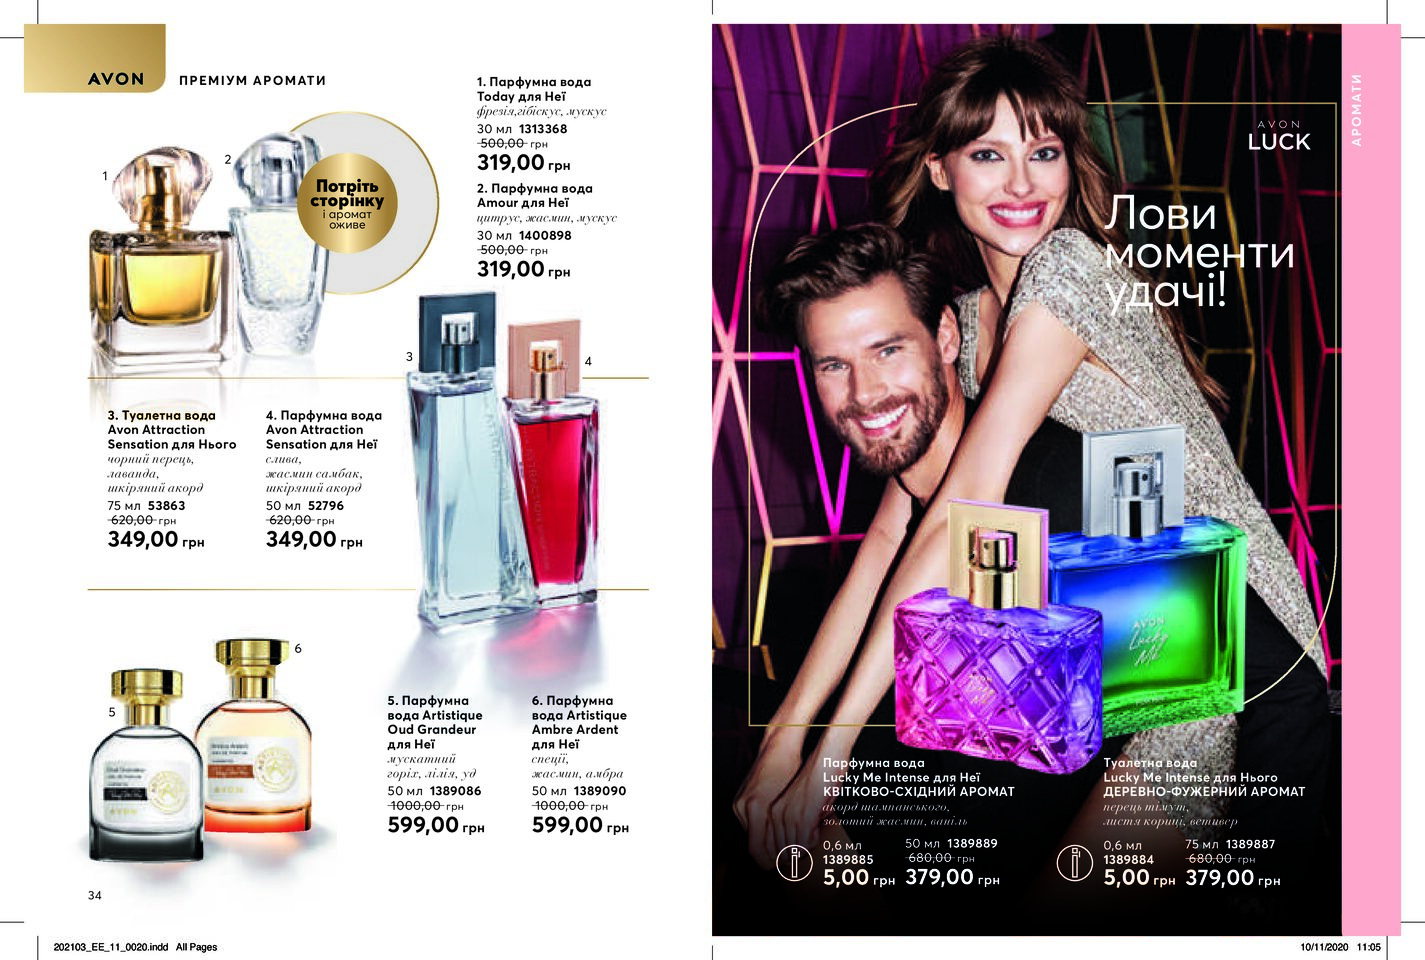 AVON
ПРЕМІУМ АРОМАТИ
1
2
Потріть
сторінку
і аромат
оживе
1. Парфумна вода
Today для Неї
фрезія,гібіскус, мускус
30 мл 1313368
500,00 грн
319,00 грн
2. Парфумна вода
Amour для Неї
цитрус, жасмин, мускус
30 мл 1400898
500,00 грн
319,00 грн
3
4
3. Туалетна вода
Avon Attraction
Sensation для Нього
чорний перець,
лаванда,
шкіряний акорд
75 мл 53863
620,00 грн
349,00 грн
4. Парфумна вода
Avon Attraction
Sensation для Неї
слива,
жасмин самбак,
шкіряний акорд
50 мл 52796
620,00 грн
349,00 грн
5
6
AVON
AVON
5. Парфумна
вода Artistique
Oud Grandeur
для Неї
мускатний
горіх, лілія, уд
50 мл 1389086
1000,00 грн
599,00 грн
6. Парфумна
вода Artistique
Ambre Ardent
для Неї
спеції,
жасмин, амбра
50 мл 1389090
1000,00 грн
599,00 грн
34
АРОМАТИ
AVON
LUCK
Лови
моменти
удачі!
AVON
Lucky
Me
AVON
Lucky
Me
Парфумна вода
Lucky Me Intense для Неї
КВІТКОВО-СХІДНИЙ АРОМАТ
акорд шампанського,
золотий жасмин, ваніль
0,6 мл
1389885
5,00 грн
50 мл 1389889
680,00 грн
379,00 грн
Туалетна вода
Lucky Me Intense для Нього
ДЕРЕВНО-ФУЖЕРНИЙ АРОМАТ
перець тімут,
листя кориці, ветивер
0,6 мл
1389884
5,00 грн
75 мл 1389887
680,00 грн
379,00 грн
202103_EE_11_0020.indd All Pages
10/11/2020 11:05